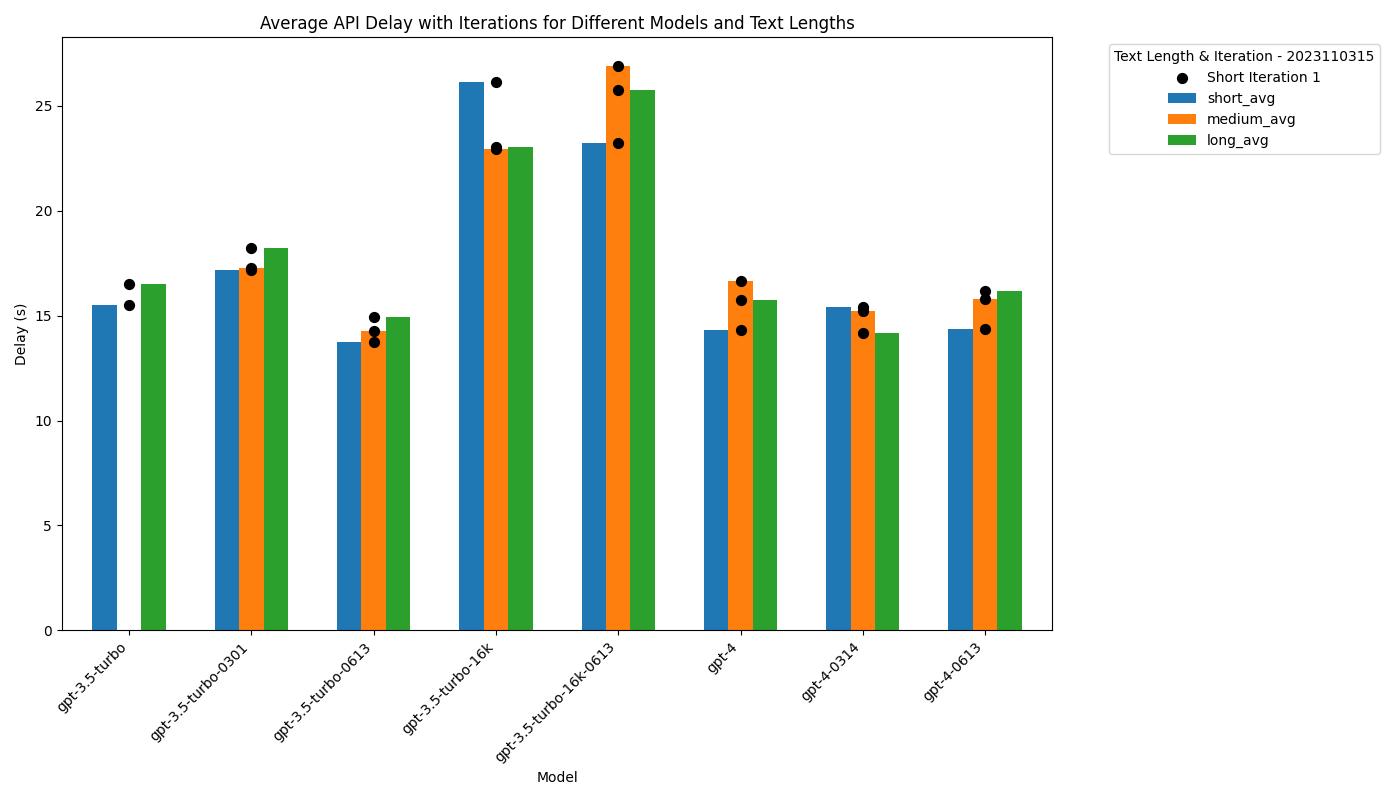 Average API Delay with Iterations for Different Models and Text Lengths
Text Length & Iteration - 2023110315
Short Iteration 1
short_avg
medium_avg
long_avg
Delay (s)
25
20
15
10
5
0
gpt-3.5-turbo
gpt-3.5-turbo-0301
gpt-3.5-turbo-0613
gpt-3.5-turbo-16k
gpt-3.5-turbo-16k-0613
gpt-4
gpt-4-0314
gpt-4-0613
Model